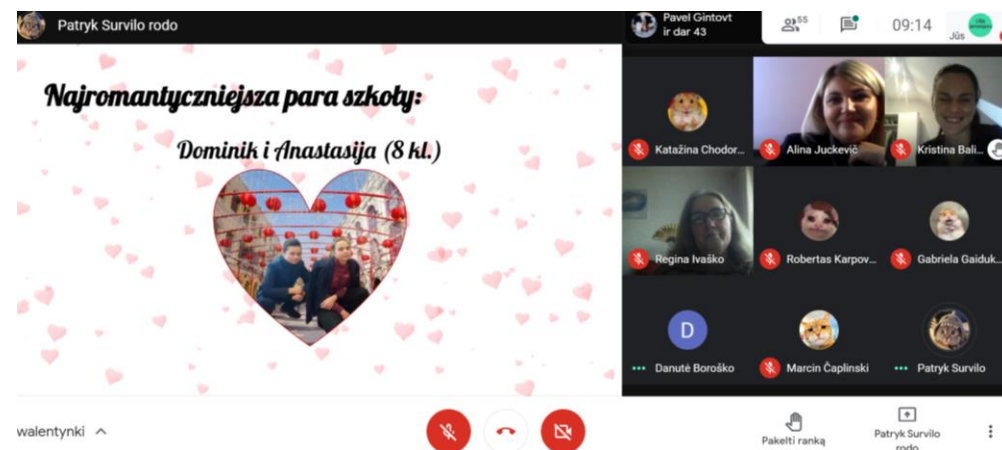 Patryk Survilo rodo
Najromantyczniejsza para szkoły:
Dominik i Anastasija (8 kl.)
Pavel Gintovt
ir dar 43
55
09:14
Jūs
Katažina Chodor...
Alina Juckevič
Kristina Bali...
Regina Ivaško
Robertas Karpov...
Gabriela Gaiduk...
D
Danutė Boroško
Marcin Čaplinski
Patryk Survilo
walentynki
Pakelti ranką
Patryk Survilo
rodo